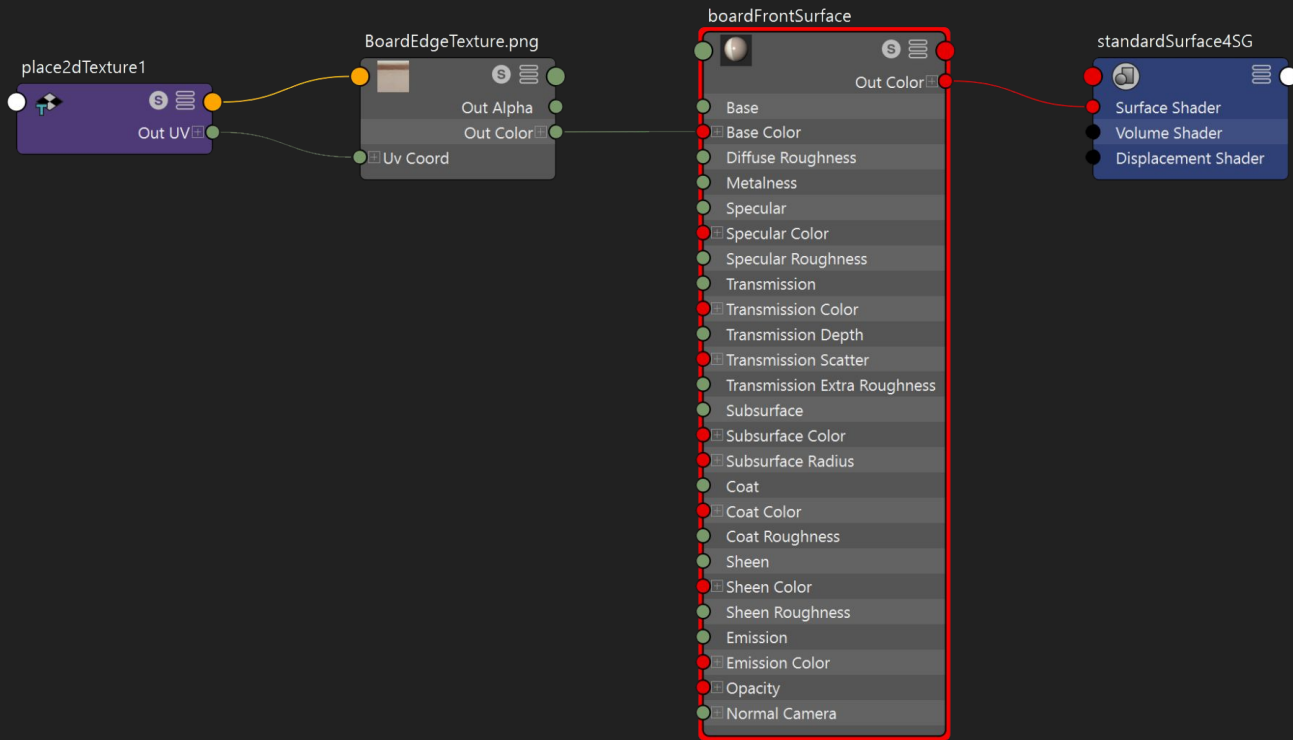 place2dTexture1
S
Out UV
BoardEdgeTexture.png
S
Out Alpha
Out Color
Uv Coord
boardFrontSurface
S
Out Color
Base
Base Color
Diffuse Roughness
Metalness
Specular
Specular Color
Specular Roughness
Transmission
Transmission Color
Transmission Depth
Transmission Scatter
Transmission Extra Roughness
Subsurface
Subsurface Color
Subsurface Radius
Coat
Coat Color
Coat Roughness
Sheen
Sheen Color
Sheen Roughness
Emission
Emission Color
Opacity
Normal Camera
standardSurface4SG
Surface Shader
Volume Shader
Displacement Shader